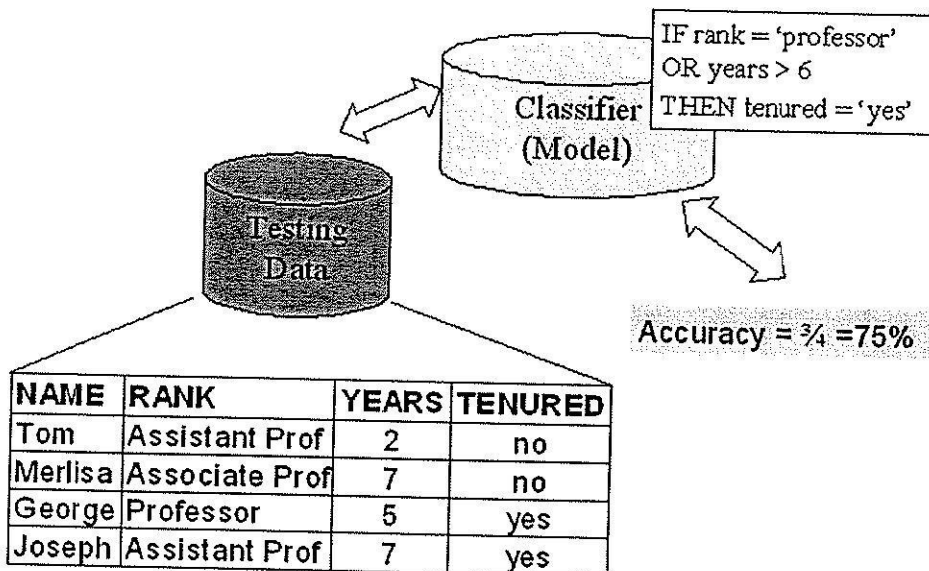 IF rank = ‘professor’
OR years > 6
THEN tenured = ‘yes’
Classifier
(Model)
Testing
Data
Accuracy = ¾ =75%
NAME RANK YEARS TENURED
Tom Assistant Prof 2 no
Merlisa Associate Prof 7 no
George Professor 5 yes
Joseph Assistant Prof 7 yes